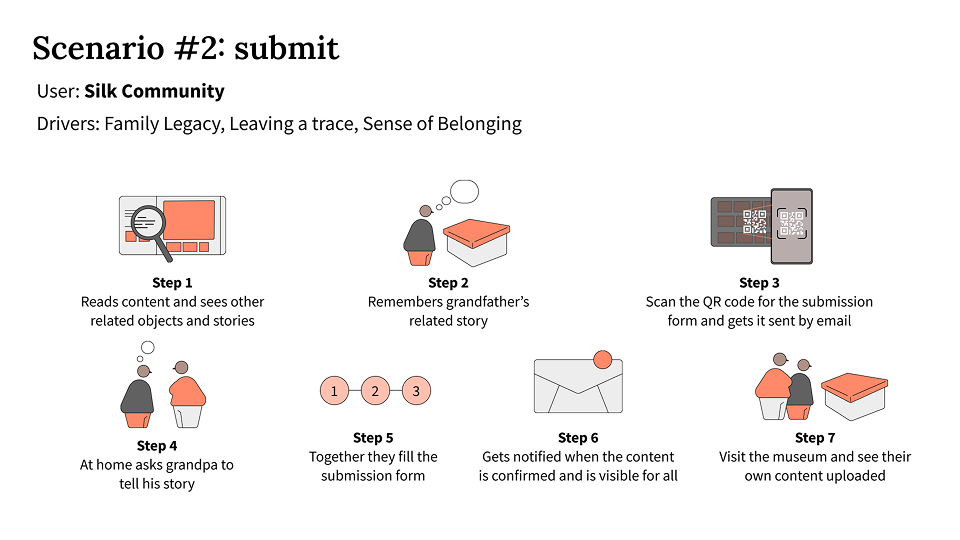 Scenario #2: submit
User: Silk Community
Drivers: Family Legacy, Leaving a trace, Sense of Belonging
Step 1
Reads content and sees other
related objects and stories
Step 2
Remembers grandfather's
related story
Step 3
Scan the QR code for the submission
form and gets it sent by email
Step 4
At home asks grandpa to
tell his story
1 2 3
Step 5
Together they fill the
submission form
Step 6
Gets notified when the content
is confirmed and is visible for all
Step 7
Visit the museum and see their
own content uploaded